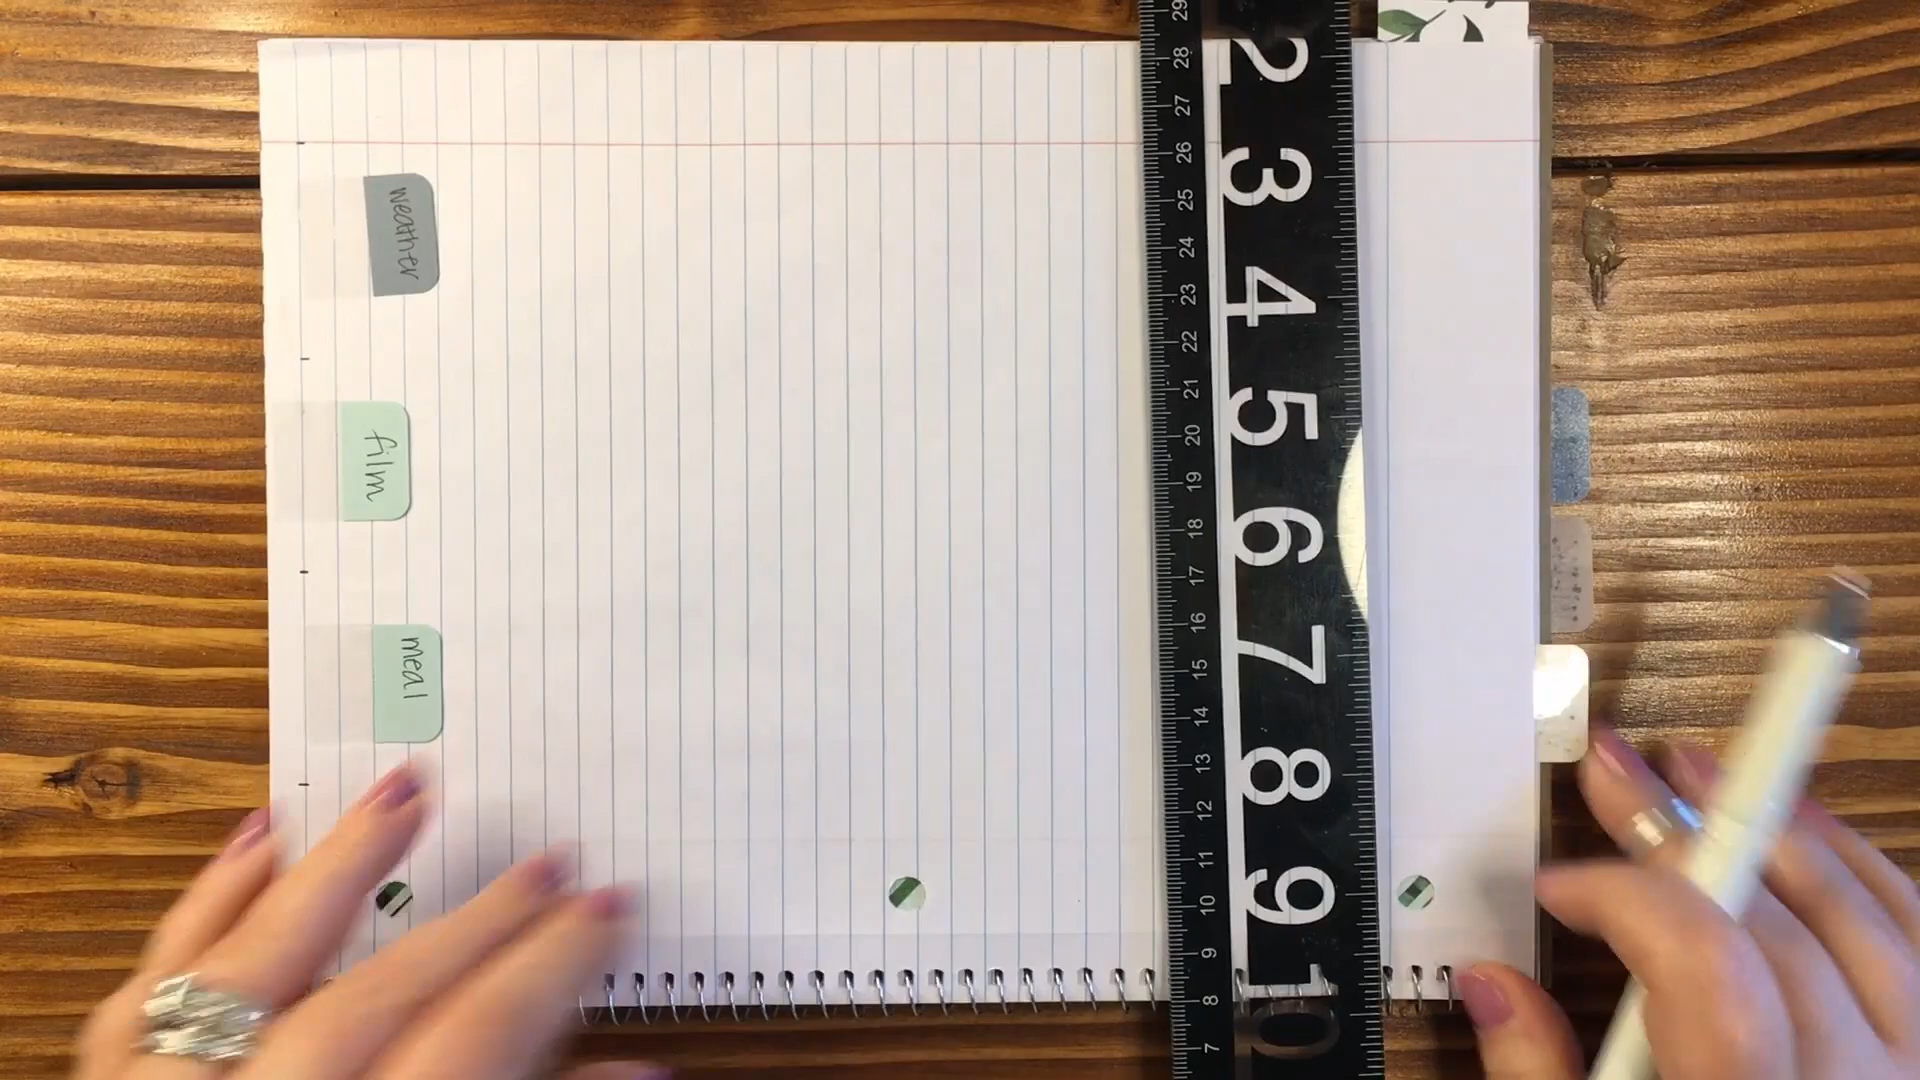 weather
film
meal
2 3 4 5 6 7 8 9 10
29 28 27 26 25 24 23 22 21 20 19 18 17 16 15 14 13 12 11 10 9 8 7